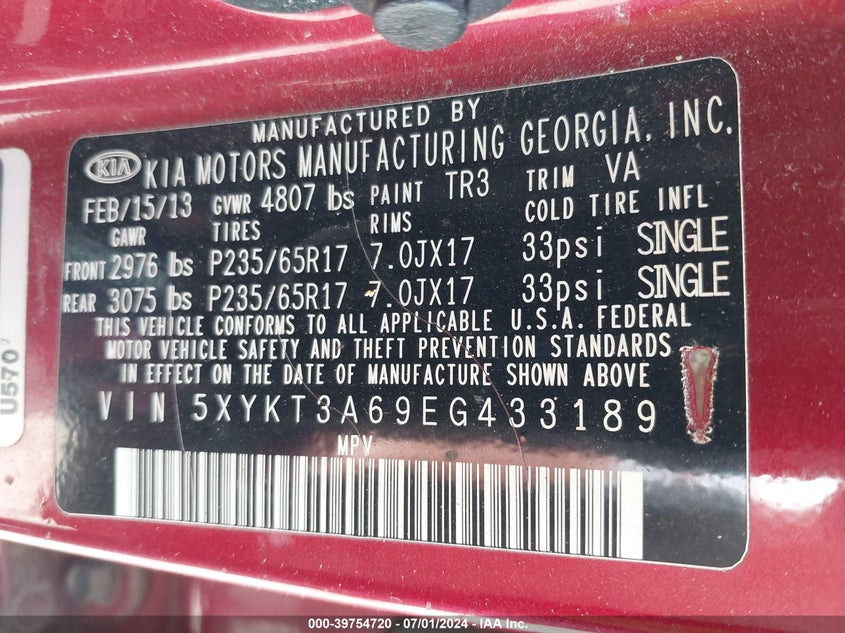 MANUFACTURED BY
KIA KIA MOTORS MANUFACTURING GEORGIA, INC.
FEB/15/13 GVWR 4807 lbs PAINT TR3 TRIM VA
GAWR TIRES RIMS COLD TIRE INFL
FRONT 2976 lbs P235/65R17 7.0JX17 33psi SINGLE
REAR 3075 lbs P235/65R17 7.0JX17 33psi SINGLE
THIS VEHICLE CONFORMS TO ALL APPLICABLE U.S.A. FEDERAL
MOTOR VEHICLE SAFETY AND THEFT PREVENTION STANDARDS
IN EFFECT ON THE DATE OF MANUFACTURE SHOWN ABOVE
VIN 5XYKT3A69EG433189
MPV
U570
000-39754720 - 07/01/2024 - IAA Inc.